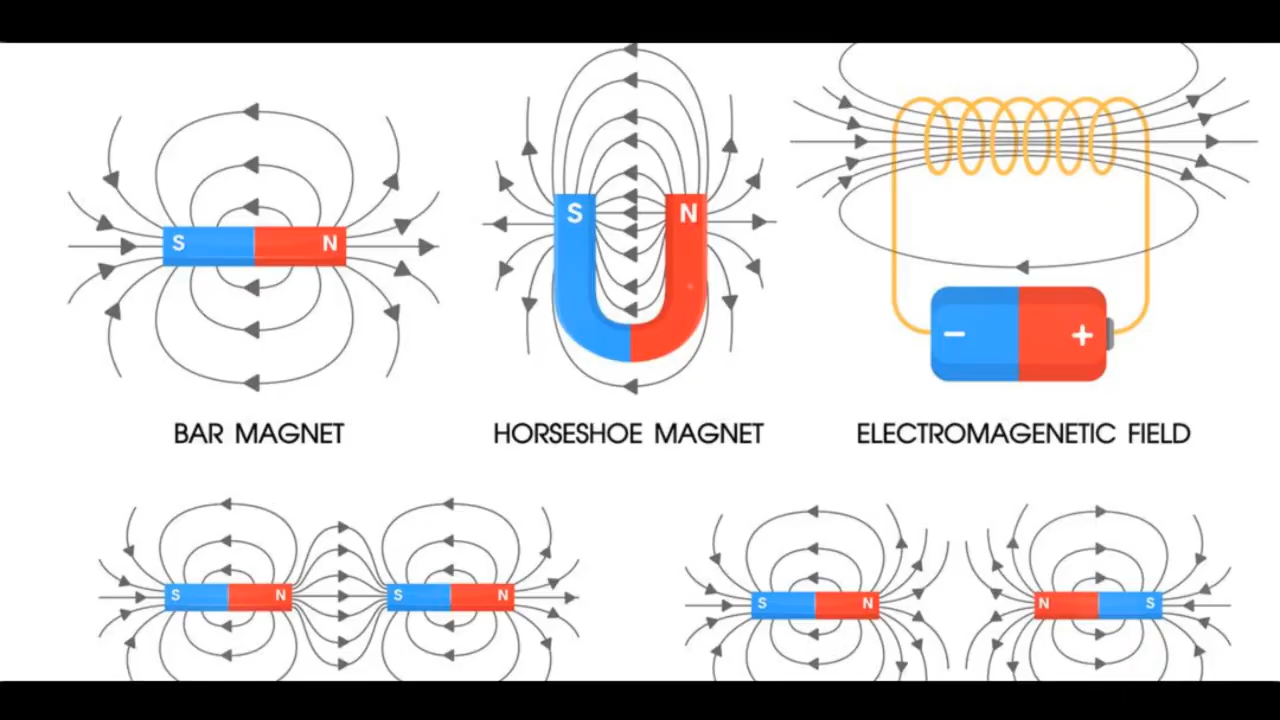 S N
S N
− +
BAR MAGNET
HORSESHOE MAGNET
ELECTROMAGENETIC FIELD
S N
S N
S N
N S